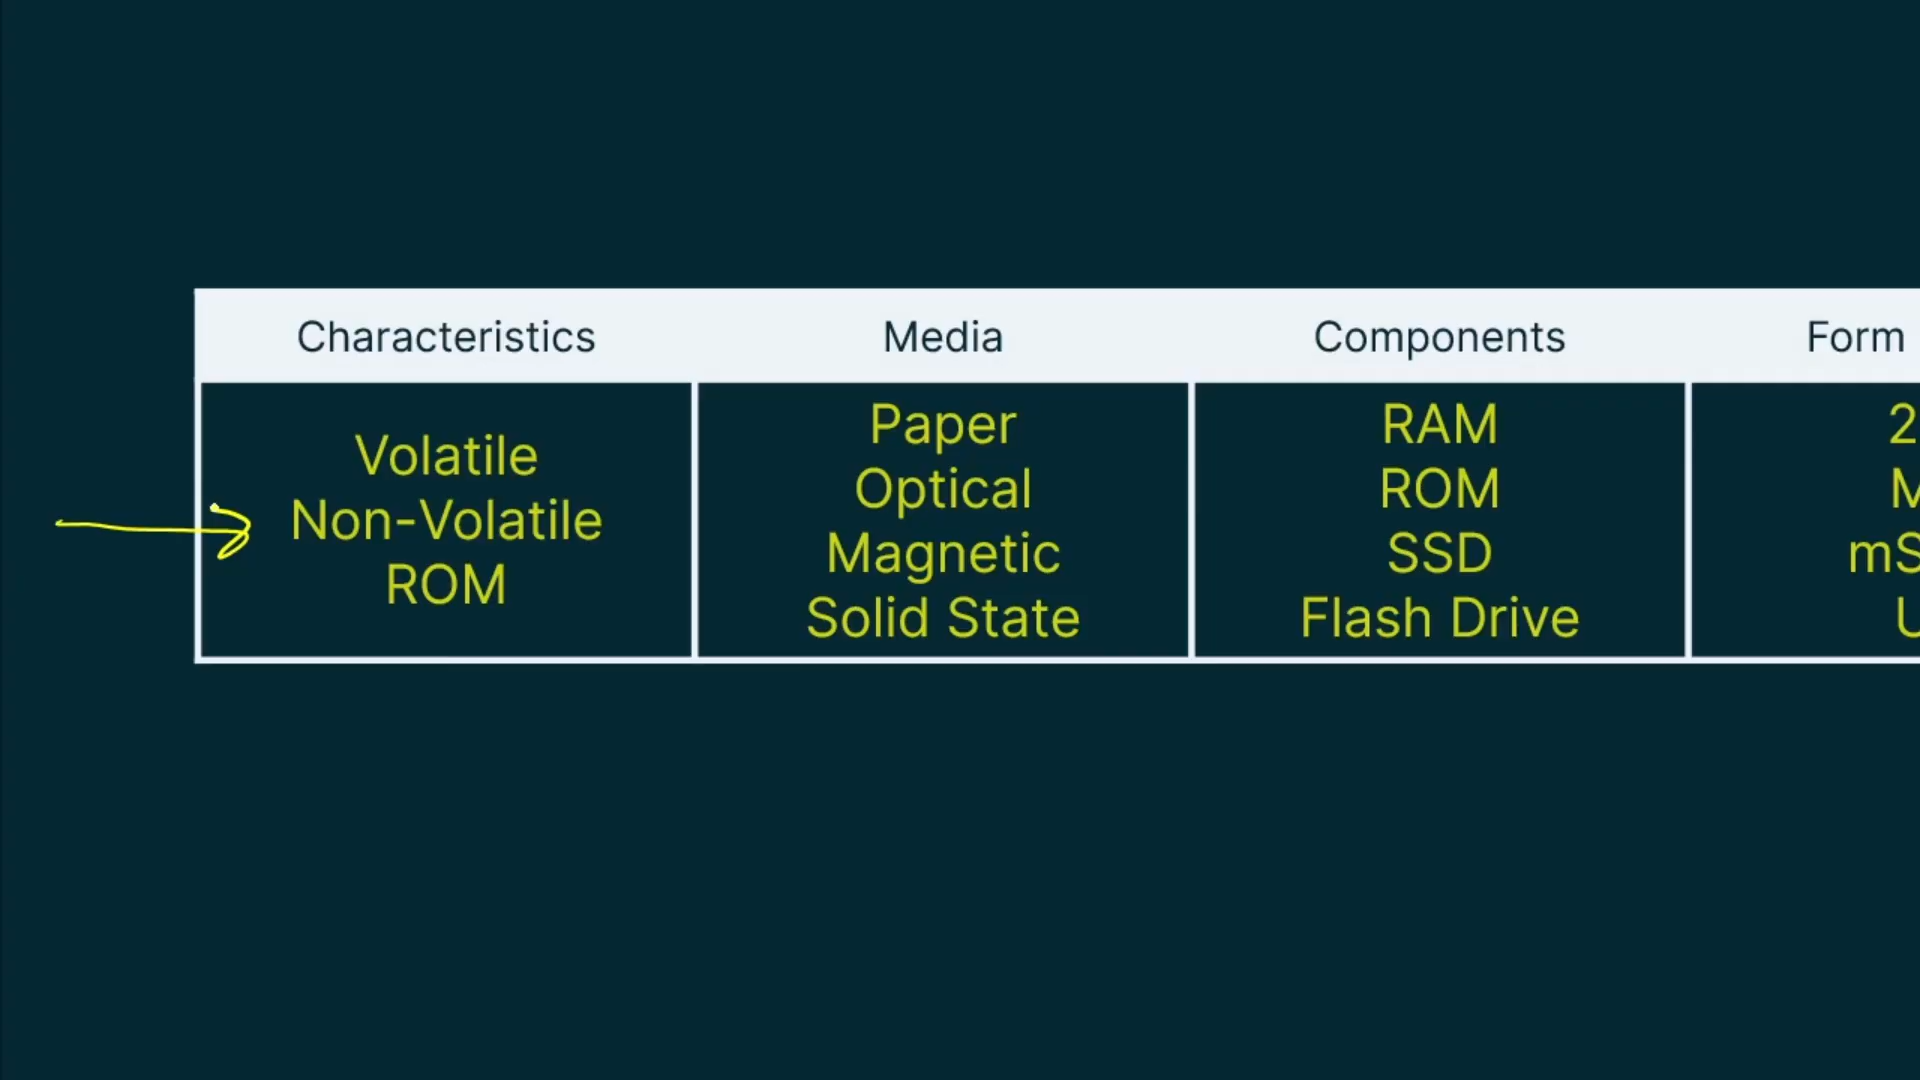 Characteristics
Media
Components
Form
Volatile
Non-Volatile
ROM
Paper
Optical
Magnetic
Solid State
RAM
ROM
SSD
Flash Drive